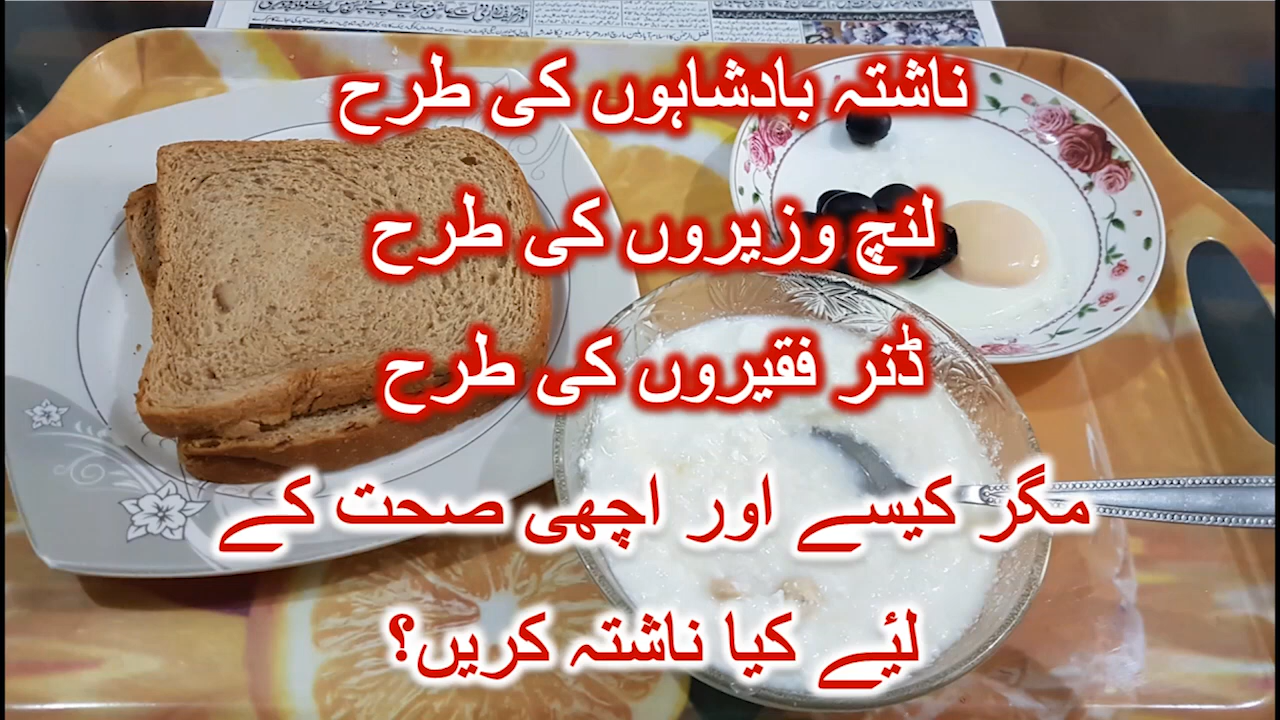 ناشتہ بادشاہوں کی طرح
لنچ وزیروں کی طرح
ڈنر فقیروں کی طرح
مگر کیسے اور اچھی صحت کے
لئیے کیا ناشتہ کریں؟